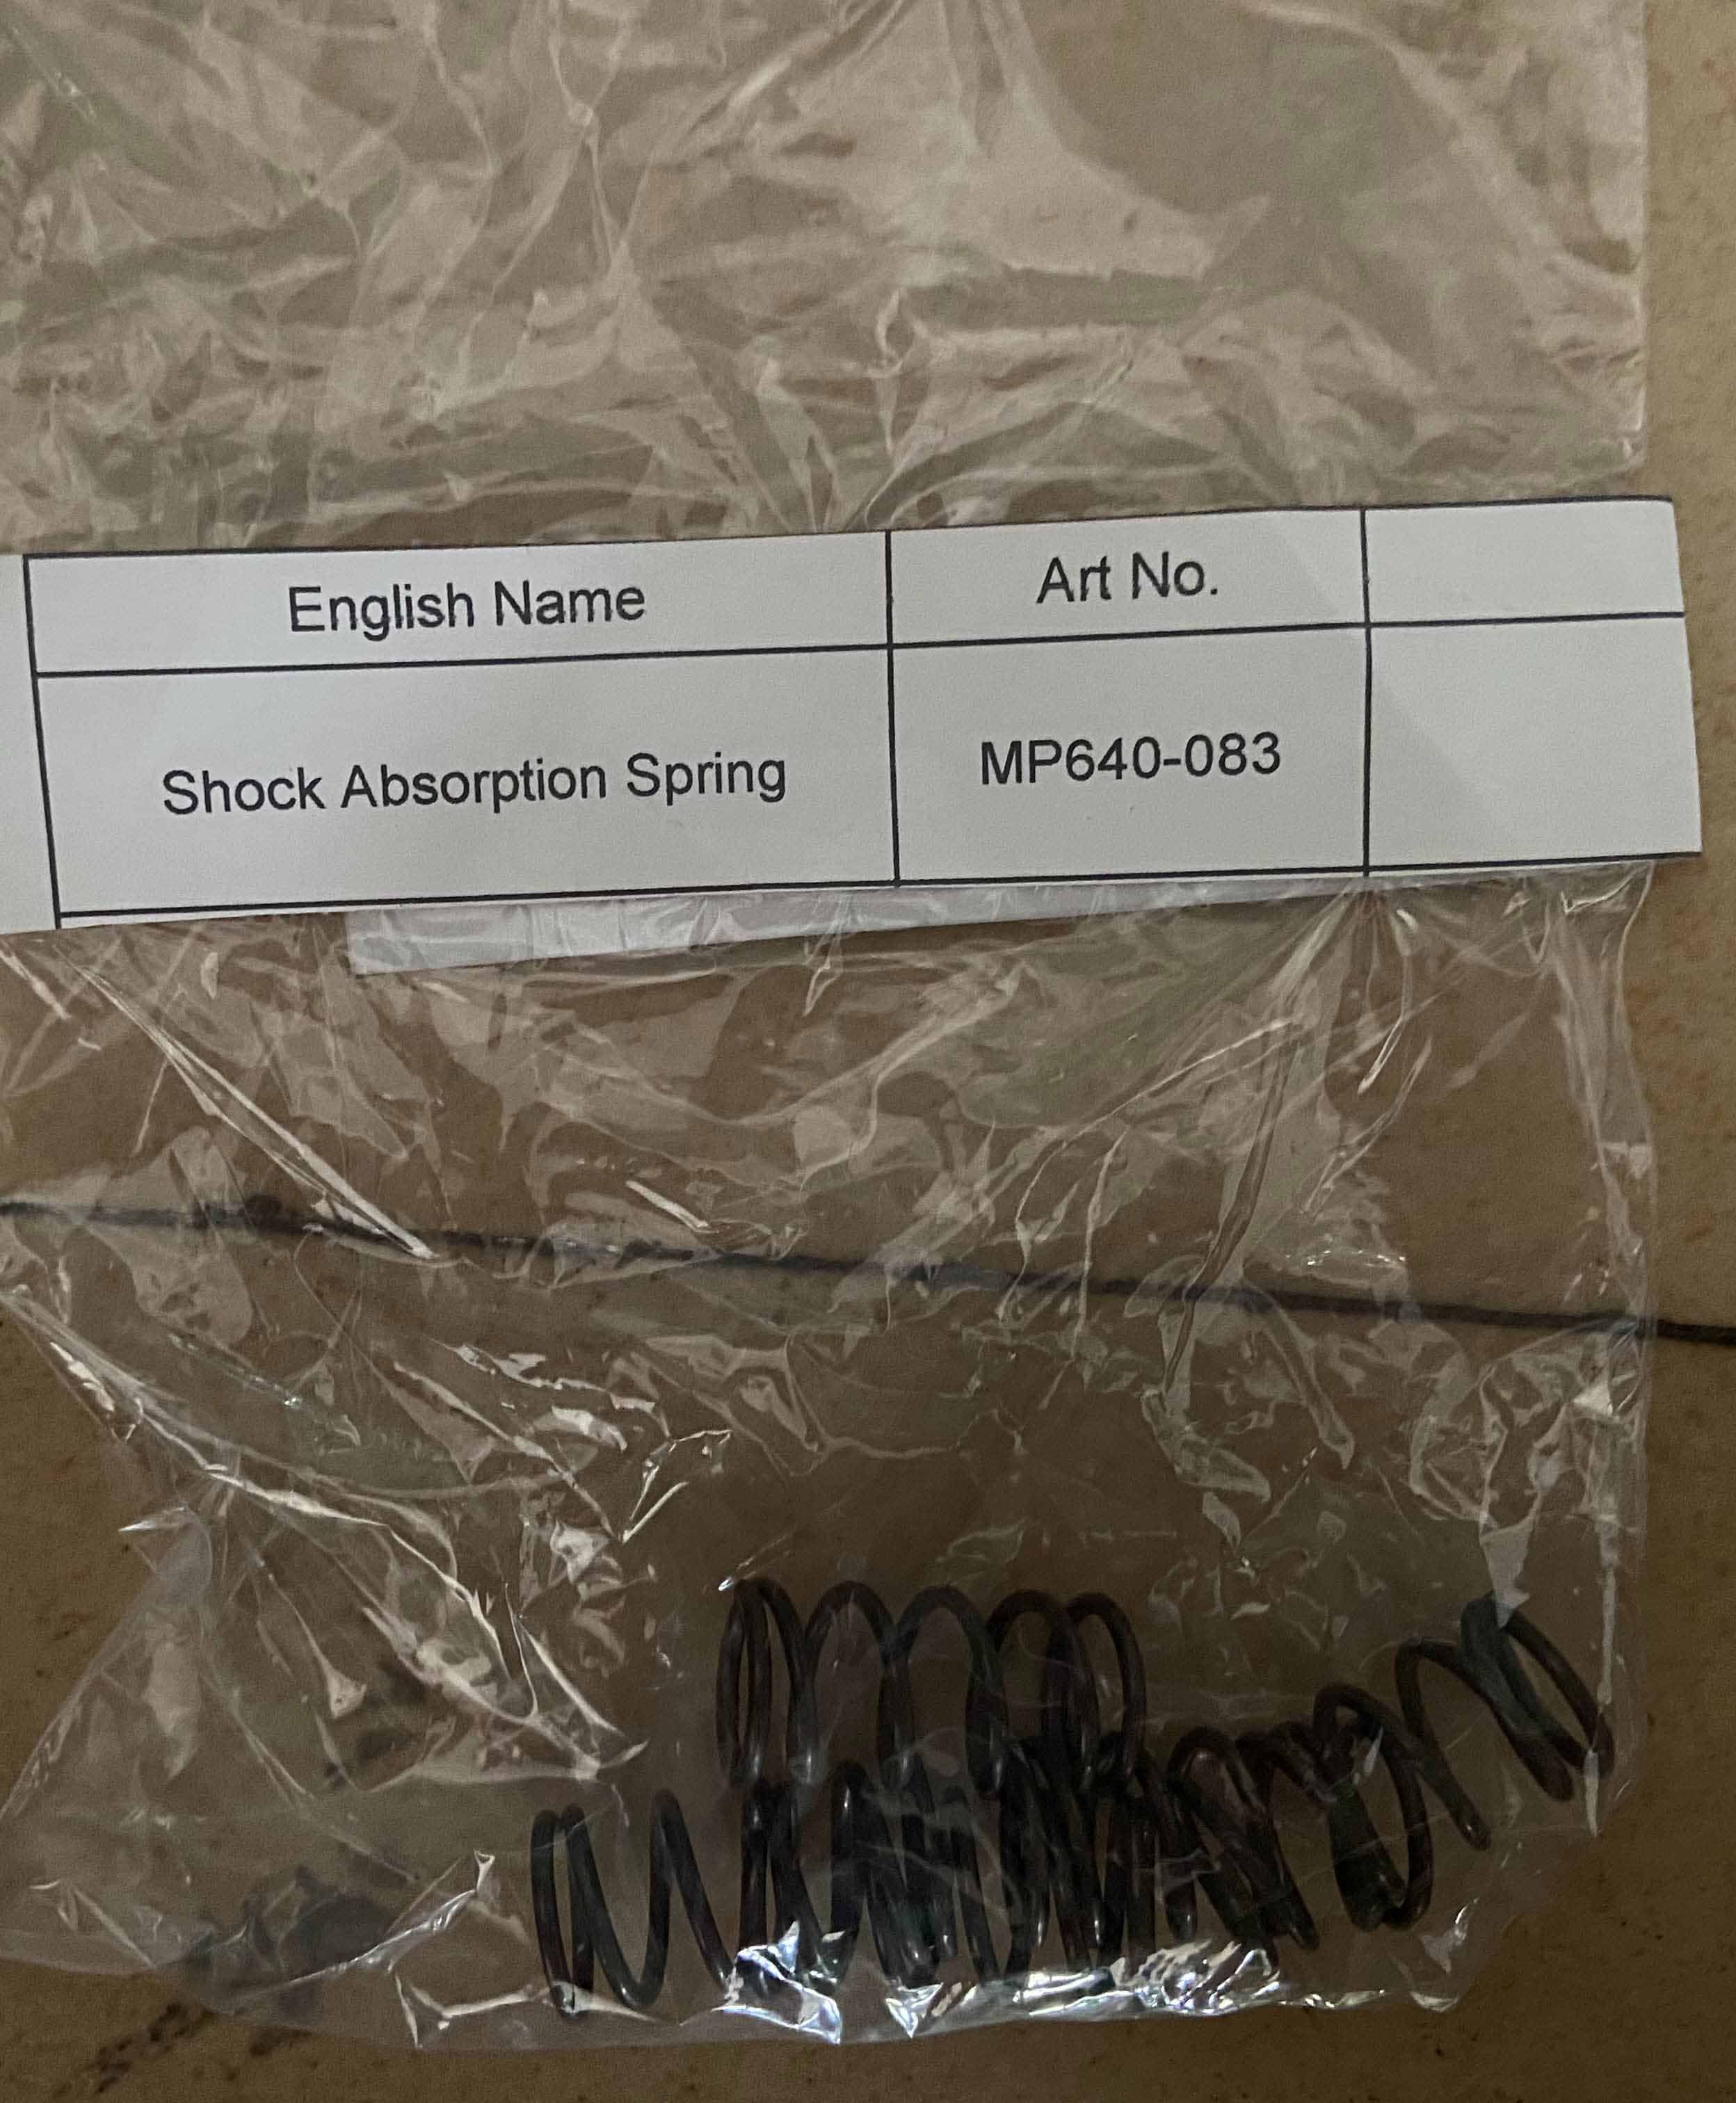 English Name
Art No.
Shock Absorption Spring
MP640-083